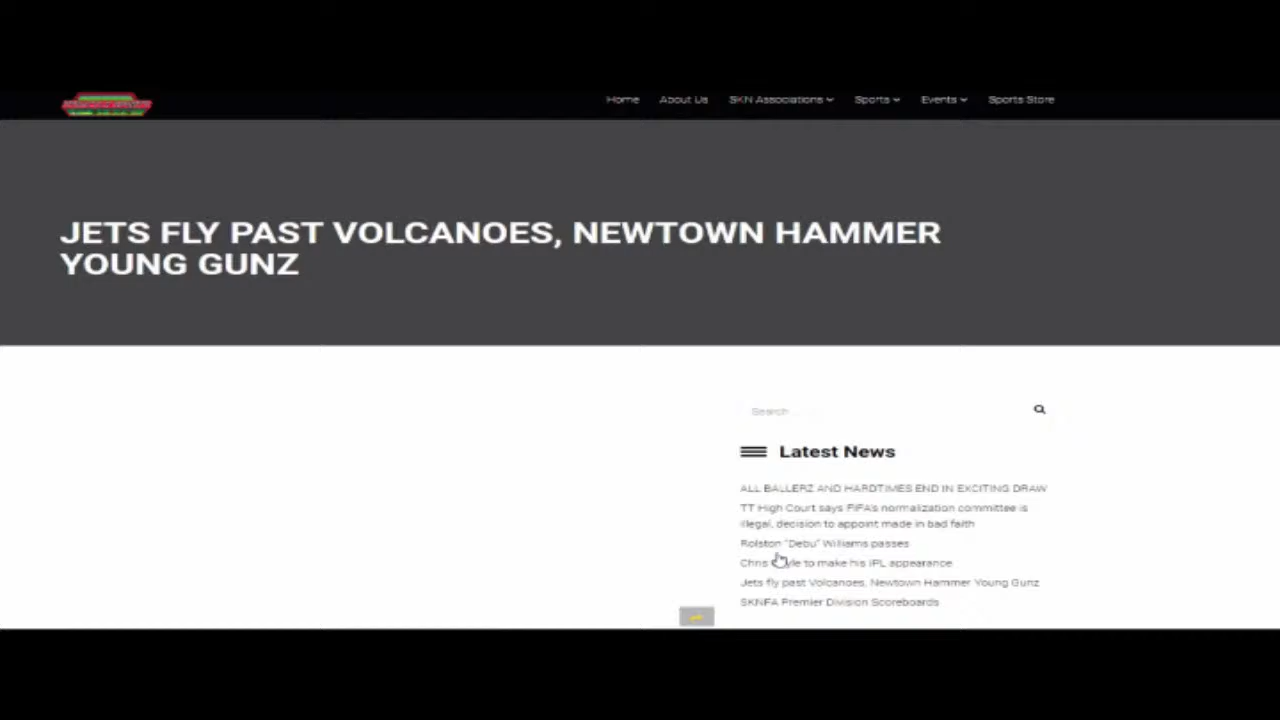 Home About Us SKN Associations Sports Events Sports Store
JETS FLY PAST VOLCANOES, NEWTOWN HAMMER
YOUNG GUNZ
Search
Latest News
ALL BALLERZ AND HARDTIMES END IN EXCITING DRAW
TT High Court says FIFA's normalization committee is
illegal, decision to appoint made in bad faith
Rolston "Debu" Williams passes
Chris to make his IPL appearance
Jets fly past Volcanoes, Newtown Hammer Young Gunz
SKNFA Premier Division Scoreboards